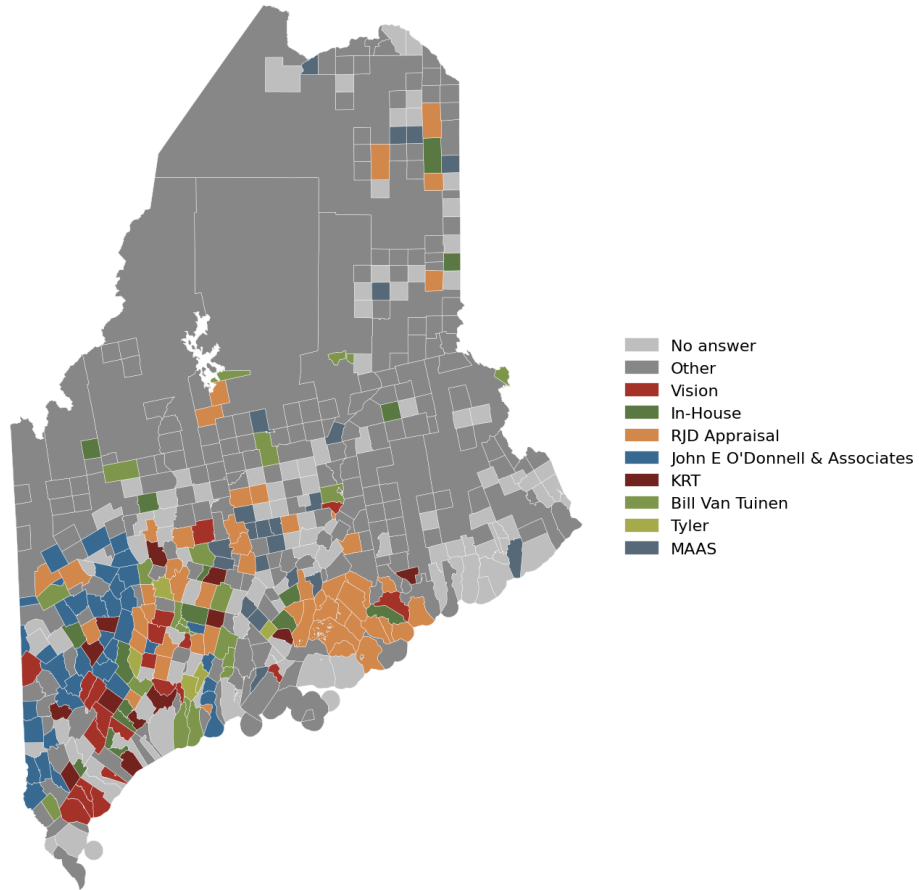 No answer
Other
Vision
In-House
RJD Appraisal
John E O'Donnell & Associates
KRT
Bill Van Tuinen
Tyler
MAAS